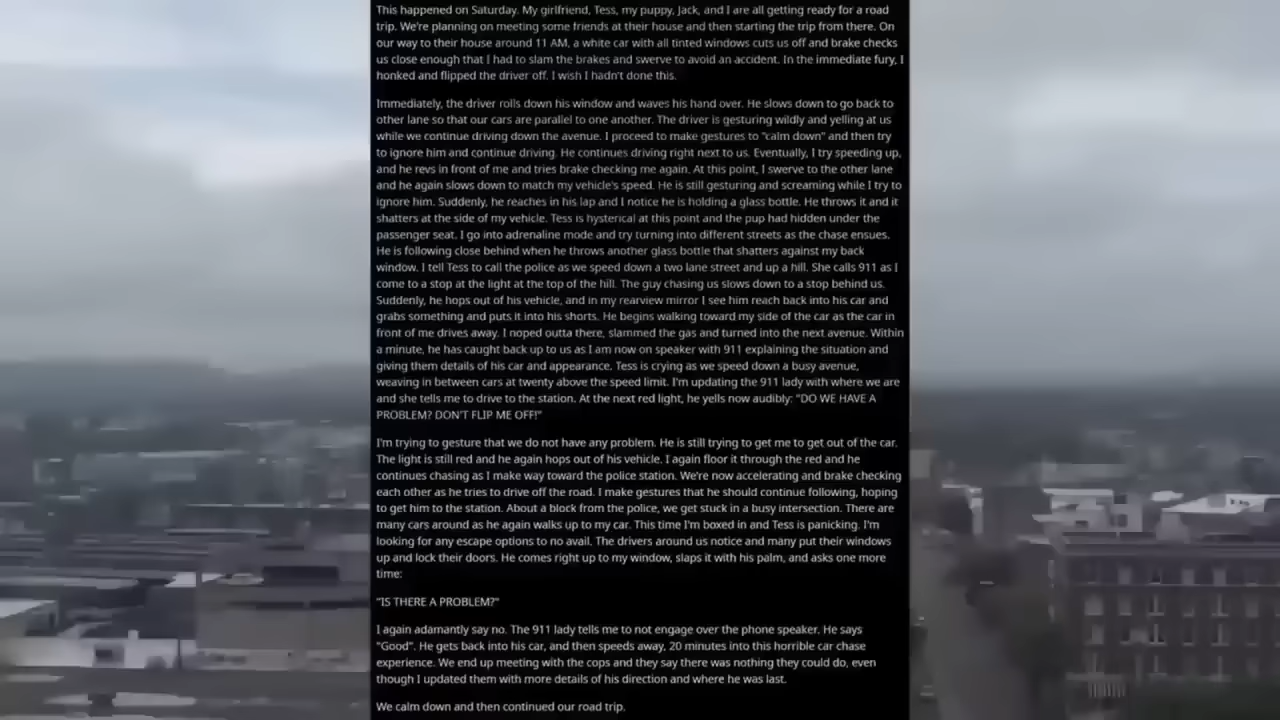 This happened on Saturday. My girlfriend, Tess, my puppy, Jack, and I are all getting ready for a road
trip. We're planning on meeting some friends at their house and then starting the trip from there. On
our way to their house around 11 AM, a white car with all tinted windows cuts us off and brake checks
us close enough that I had to slam the brakes and swerve to avoid an accident. In the immediate fury, I
honked and flipped the driver off. I wish I hadn't done this.
Immediately, the driver rolls down his window and waves his hand over. He slows down to go back to
other lane so that our cars are parallel to one another. The driver is gesturing wildly and yelling at us
while we continue driving down the avenue. I proceed to make gestures to "calm down" and then try
to ignore him and continue driving. He continues driving right next to us. Eventually, I try speeding up,
and he revs in front of me and tries brake checking me again. At this point, I swerve to the other lane
and he again slows down to match my vehicle's speed. He is still gesturing and screaming while I try to
ignore him. Suddenly, he reaches in his lap and I notice he is holding a glass bottle. He throws it and it
shatters at the side of my vehicle. Tess is hysterical at this point and the pup had hidden under the
passenger seat. I go into adrenaline mode and try turning into different streets as the chase ensues.
He is following close behind when he throws another glass bottle that shatters against my back
window. I tell Tess to call the police as we speed down a two lane street and up a hill. She calls 911 as I
come to a stop at the light at the top of the hill. The guy chasing us slows down to a stop behind us.
Suddenly, he hops out of his vehicle, and in my rearview mirror I see him reach back into his car and
grabs something and puts it into his shorts. He begins walking toward my side of the car as the car in
front of me drives away. I noped outta there, slammed the gas and turned into the next avenue. Within
a minute, he has caught back up to us as I am now on speaker with 911 explaining the situation and
giving them details of his car and appearance. Tess is crying as we speed down a busy avenue,
weaving in between cars at twenty above the speed limit. I'm updating the 911 lady with where we are
and she tells me to drive to the station. At the next red light, he yells now audibly: "DO WE HAVE A
PROBLEM? DON'T FLIP ME OFF!"
I'm trying to gesture that we do not have any problem. He is still trying to get me to get out of the car.
The light is still red and he again hops out of his vehicle. I again floor it through the red and he
continues chasing as I make way toward the police station. We're now accelerating and brake checking
each other as he tries to drive off the road. I make gestures that he should continue following, hoping
to get him to the station. About a block from the police, we get stuck in a busy intersection. There are
many cars around as he again walks up to my car. This time I'm boxed in and Tess is panicking. I'm
looking for any escape options to no avail. The drivers around us notice and many put their windows
up and lock their doors. He comes right up to my window, slaps it with his palm, and asks one more
time:
"IS THERE A PROBLEM?"
I again adamantly say no. The 911 lady tells me to not engage over the phone speaker. He says
"Good". He gets back into his car, and then speeds away, 20 minutes into this horrible car chase
experience. We end up meeting with the cops and they say there was nothing they could do, even
though I updated them with more details of his direction and where he was last.
We calm down and then continued our road trip.